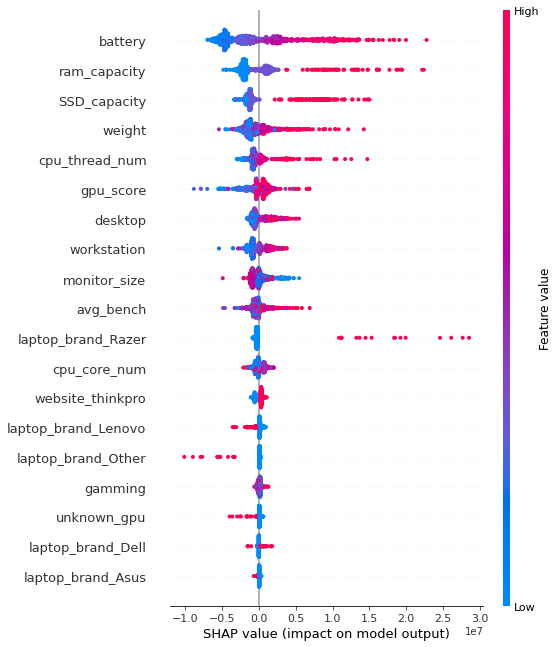 High
battery
ram_capacity
SSD_capacity
weight
cpu_thread_num
gpu_score
desktop
workstation
monitor_size
avg_bench
laptop_brand_Razer
cpu_core_num
website_thinkpro
laptop_brand_Lenovo
laptop_brand_Other
gamming
unknown_gpu
laptop_brand_Dell
laptop_brand_Asus
Feature value
Low
−1.0 −0.5 0.0 0.5 1.0 1.5 2.0 2.5 3.0
1e7
SHAP value (impact on model output)